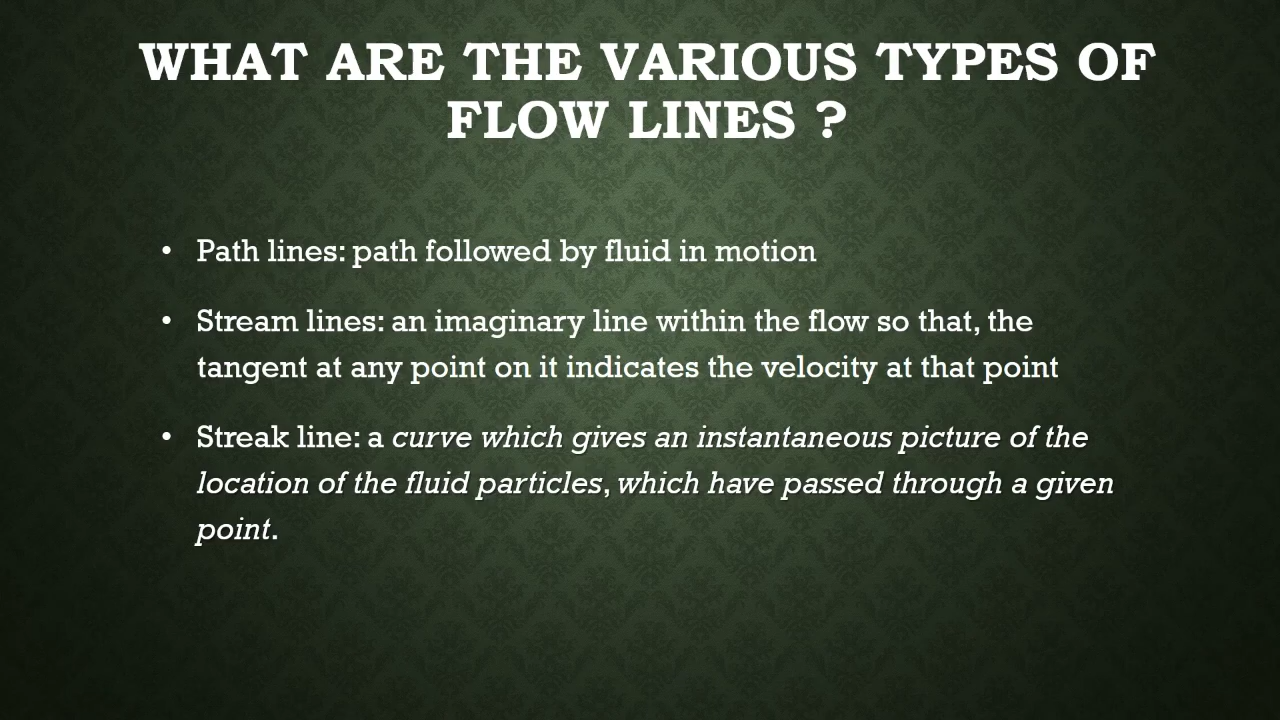 WHAT ARE THE VARIOUS TYPES OF
FLOW LINES ?
• Path lines: path followed by fluid in motion
• Stream lines: an imaginary line within the flow so that, the
tangent at any point on it indicates the velocity at that point
• Streak line: a curve which gives an instantaneous picture of the
location of the fluid particles, which have passed through a given
point.